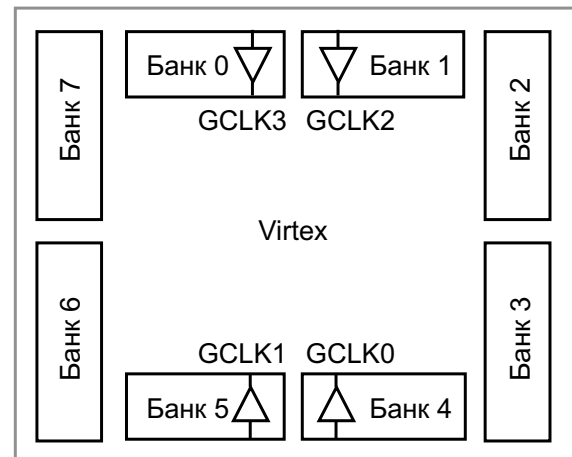 Банк 0
Банк 1
Банк 7
Банк 2
GCLK3 GCLK2
Virtex
Банк 6
Банк 3
GCLK1 GCLK0
Банк 5
Банк 4